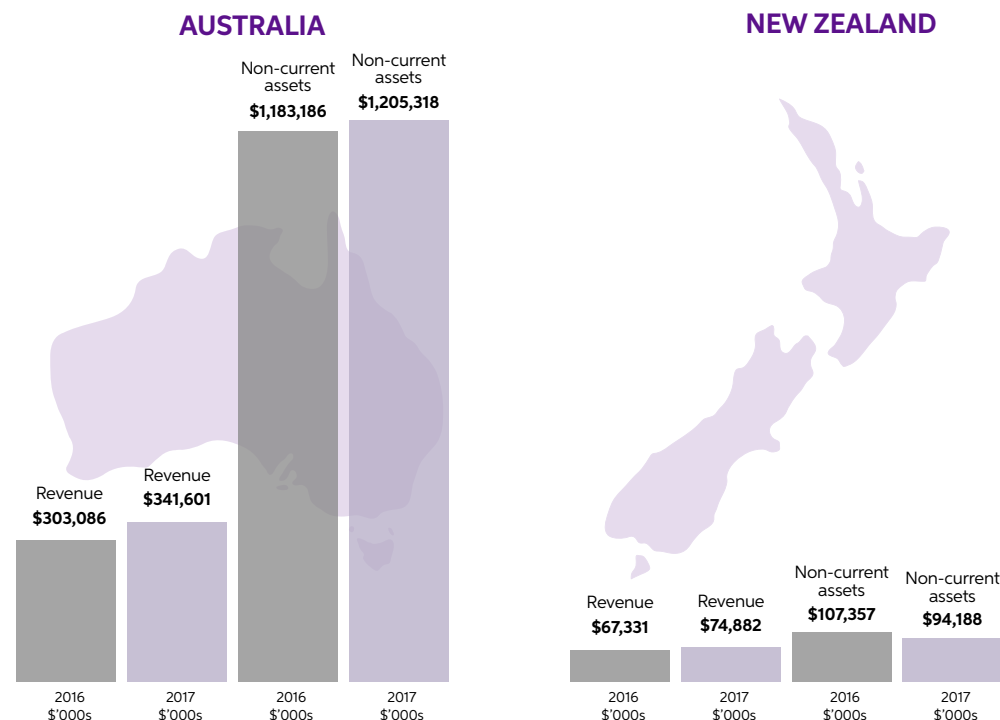 AUSTRALIA
Non-current
assets
$1,183,186
Non-current
assets
$1,205,318
Revenue
$303,086
Revenue
$341,601
2016
$'000s
2017
$'000s
2016
$'000s
2017
$'000s
NEW ZEALAND
Revenue
$67,331
Revenue
$74,882
Non-current
assets
$107,357
Non-current
assets
$94,188
2016
$'000s
2017
$'000s
2016
$'000s
2017
$'000s